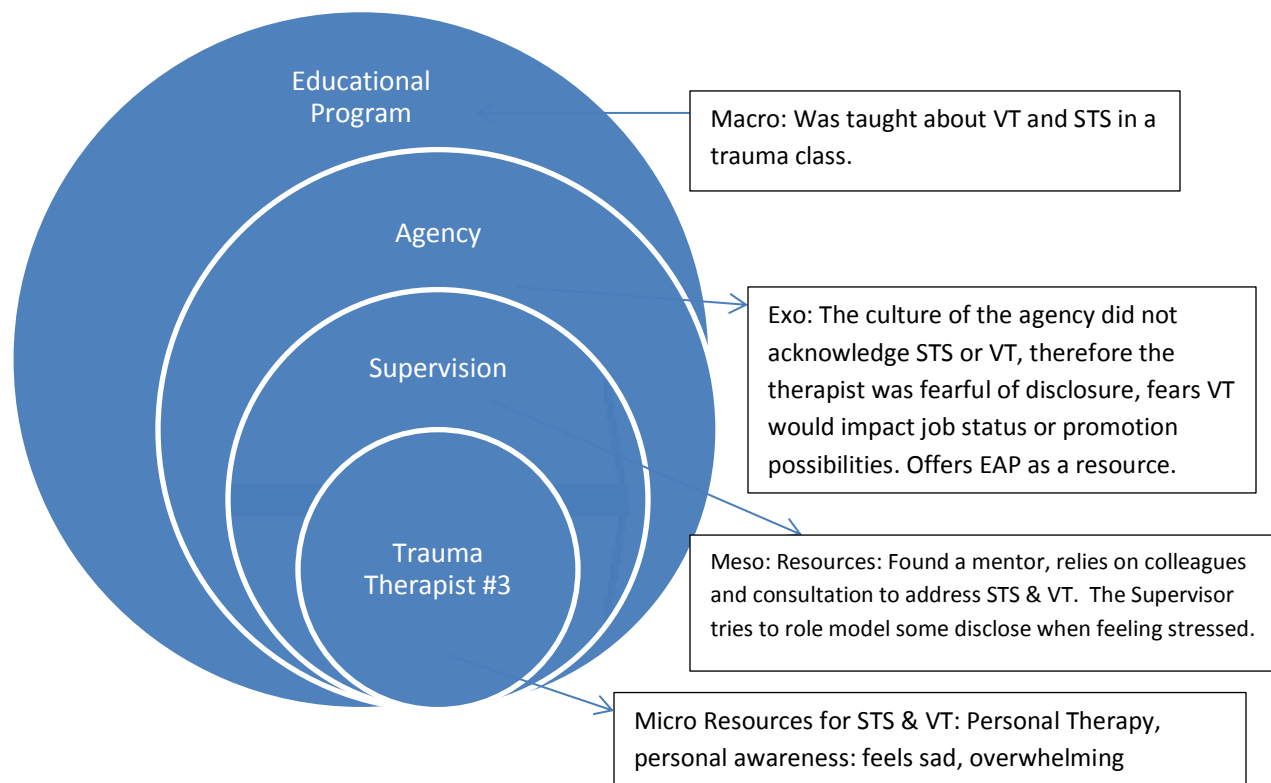 Educational
Program
Macro: Was taught about VT and STS in a
trauma class.
Agency
Exo: The culture of the agency did not
acknowledge STS or VT, therefore the
therapist was fearful of disclosure, fears VT
would impact job status or promotion
possibilities. Offers EAP as a resource.
Supervision
Meso: Resources: Found a mentor, relies on colleagues
and consultation to address STS & VT.  The Supervisor
tries to role model some disclose when feeling stressed.
Trauma
Therapist #3
Micro Resources for STS & VT: Personal Therapy,
personal awareness: feels sad, overwhelming